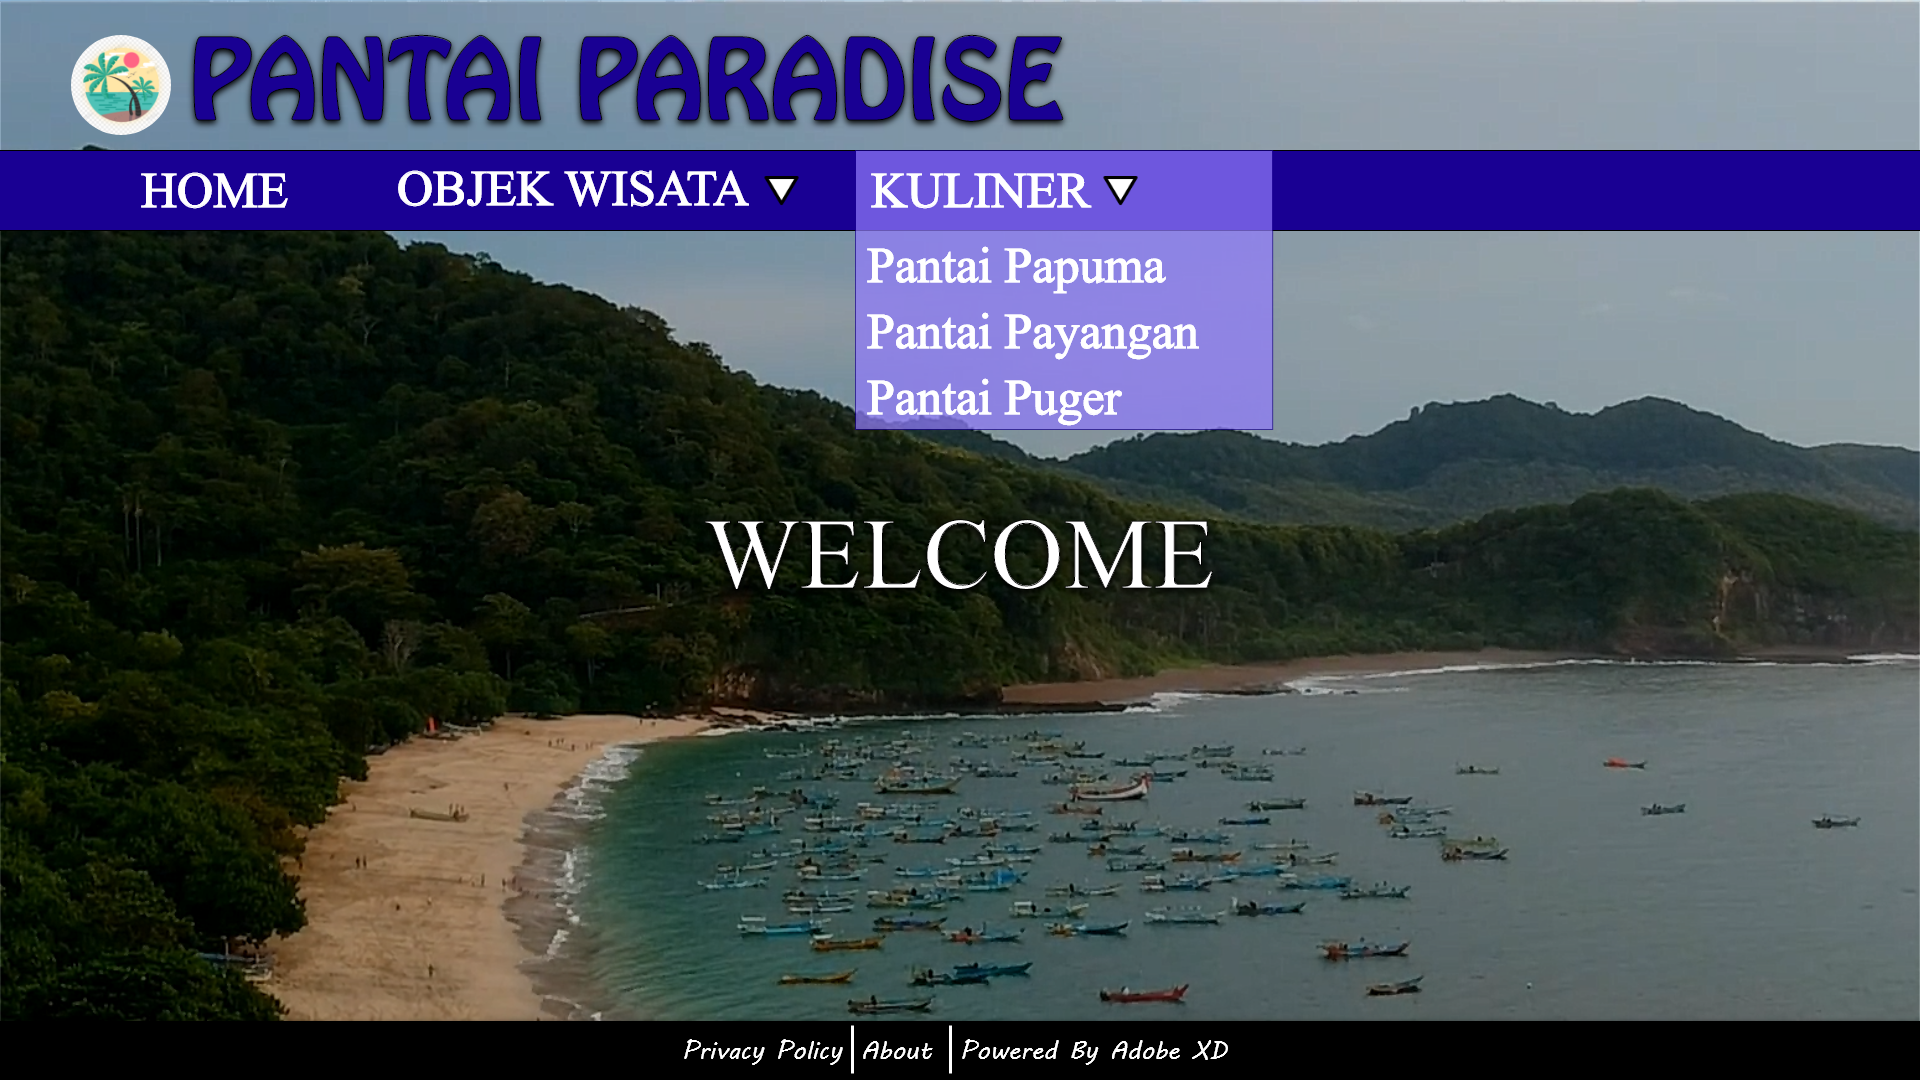 PANTAI PARADISE
HOME
OBJEK WISATA
KULINER
Pantai Papuma
Pantai Payangan
Pantai Puger
WELCOME
Privacy Policy
About
Powered By Adobe XD